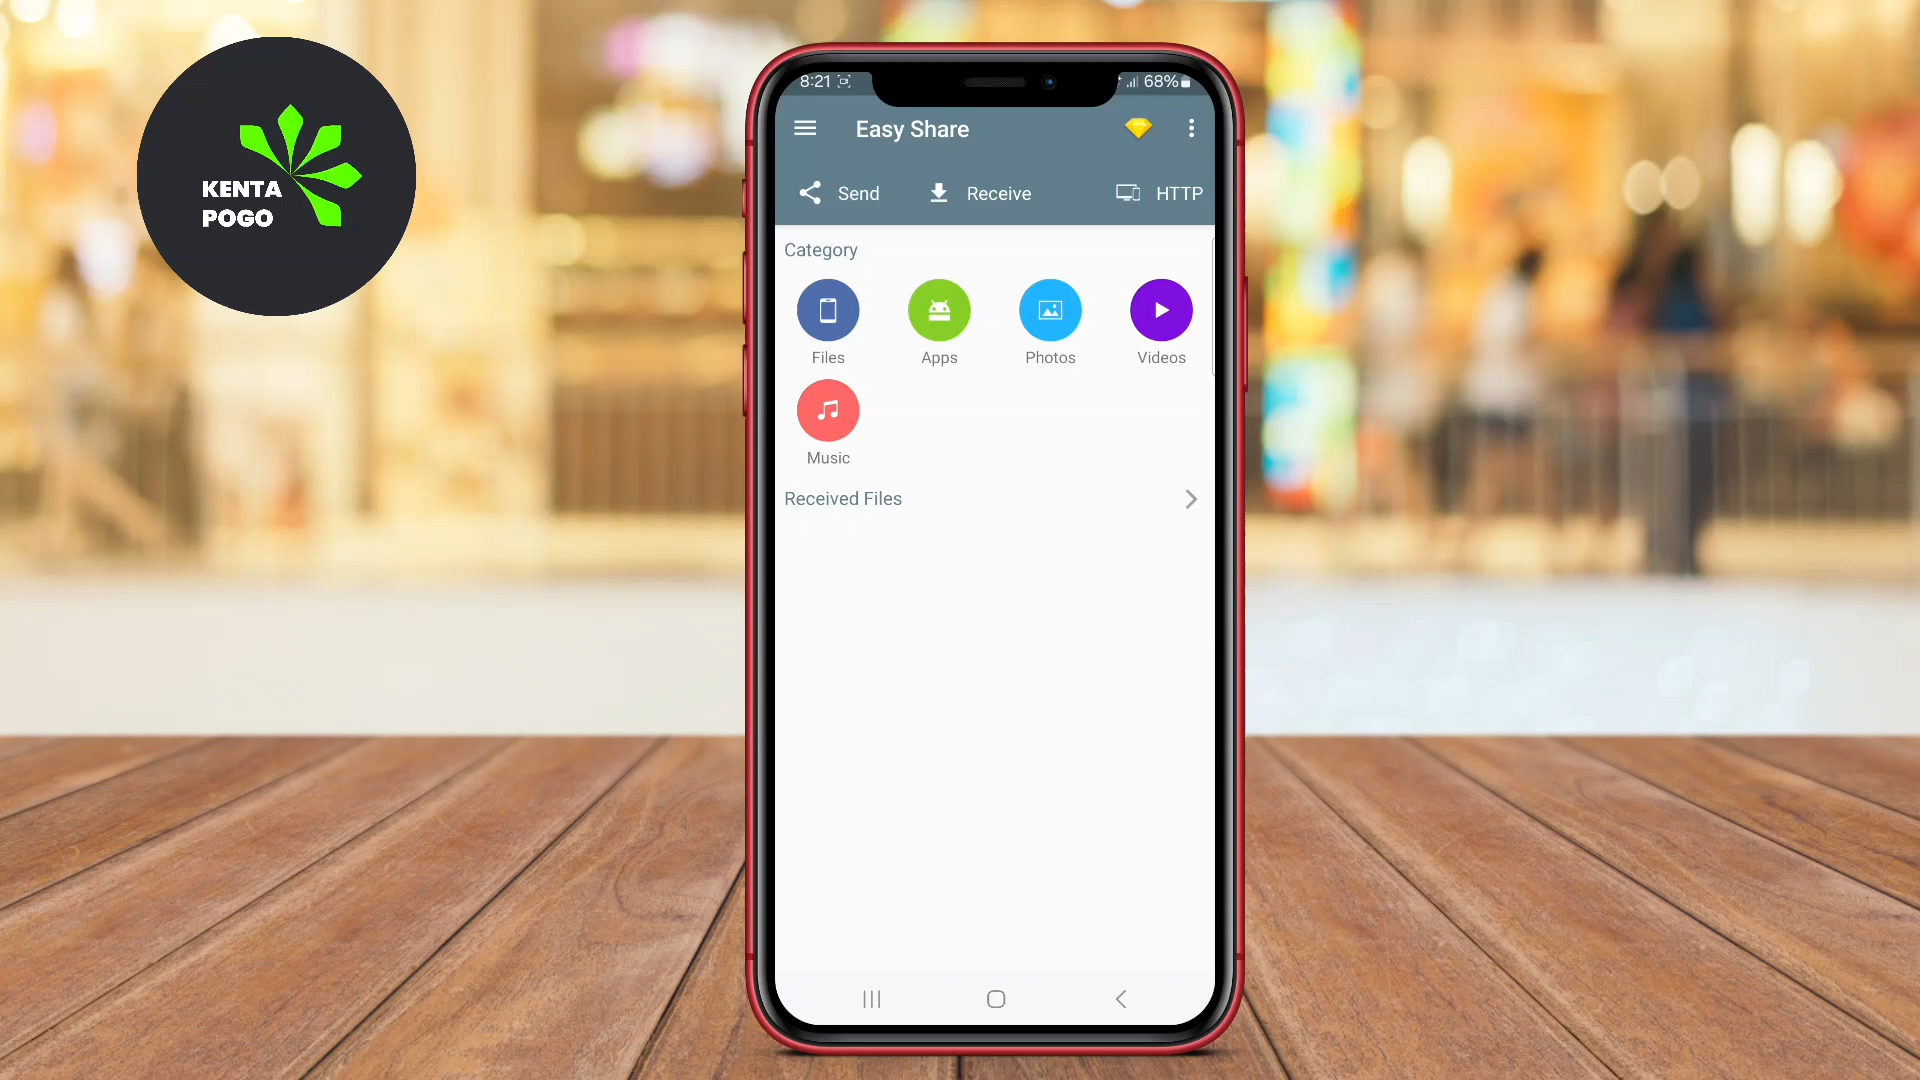 KENTA
POGO
8:21 68%
Easy Share
Send Receive HTTP
Category
Files Apps Photos Videos
Music
Received Files